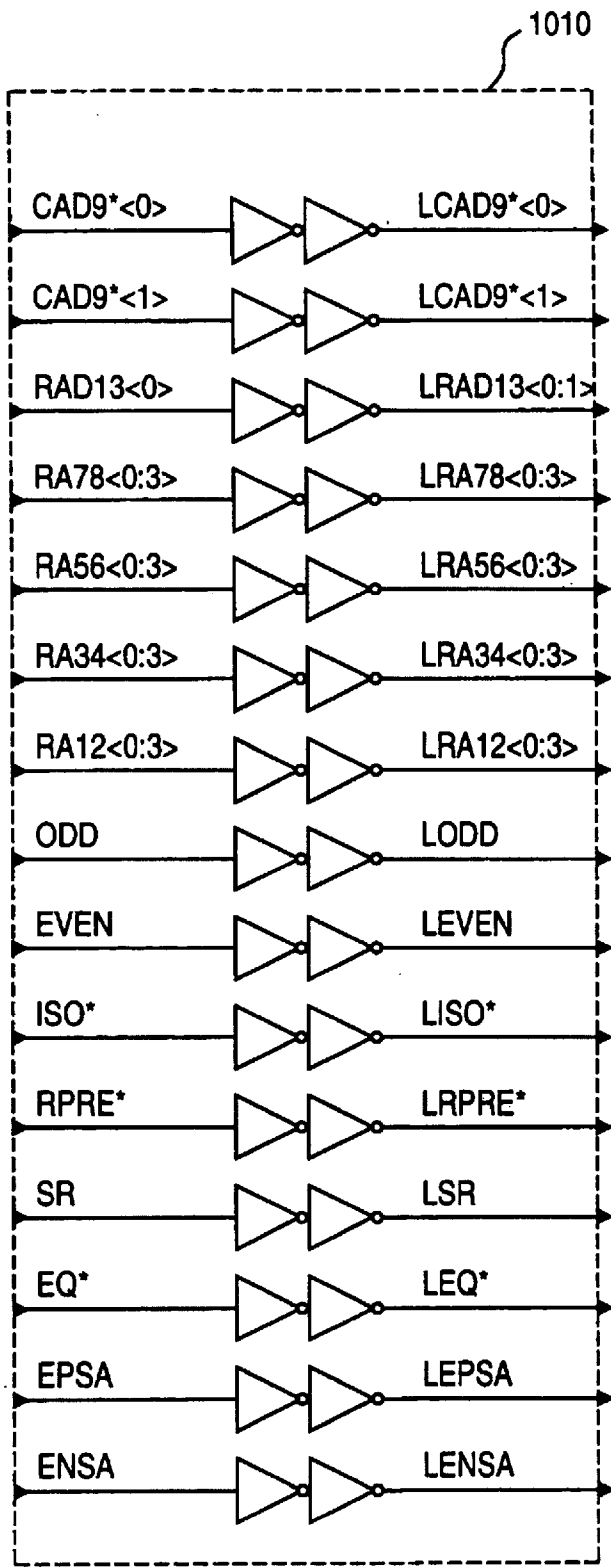 1010
CAD9*<0> LCAD9*<0>
CAD9*<1> LCAD9*<1>
RAD13<0> LRAD13<0:1>
RA78<0:3> LRA78<0:3>
RA56<0:3> LRA56<0:3>
RA34<0:3> LRA34<0:3>
RA12<0:3> LRA12<0:3>
ODD LODD
EVEN LEVEN
ISO* LISO*
RPRE* LRPRE*
SR LSR
EQ* LEQ*
EPSA LEPSA
ENSA LENSA